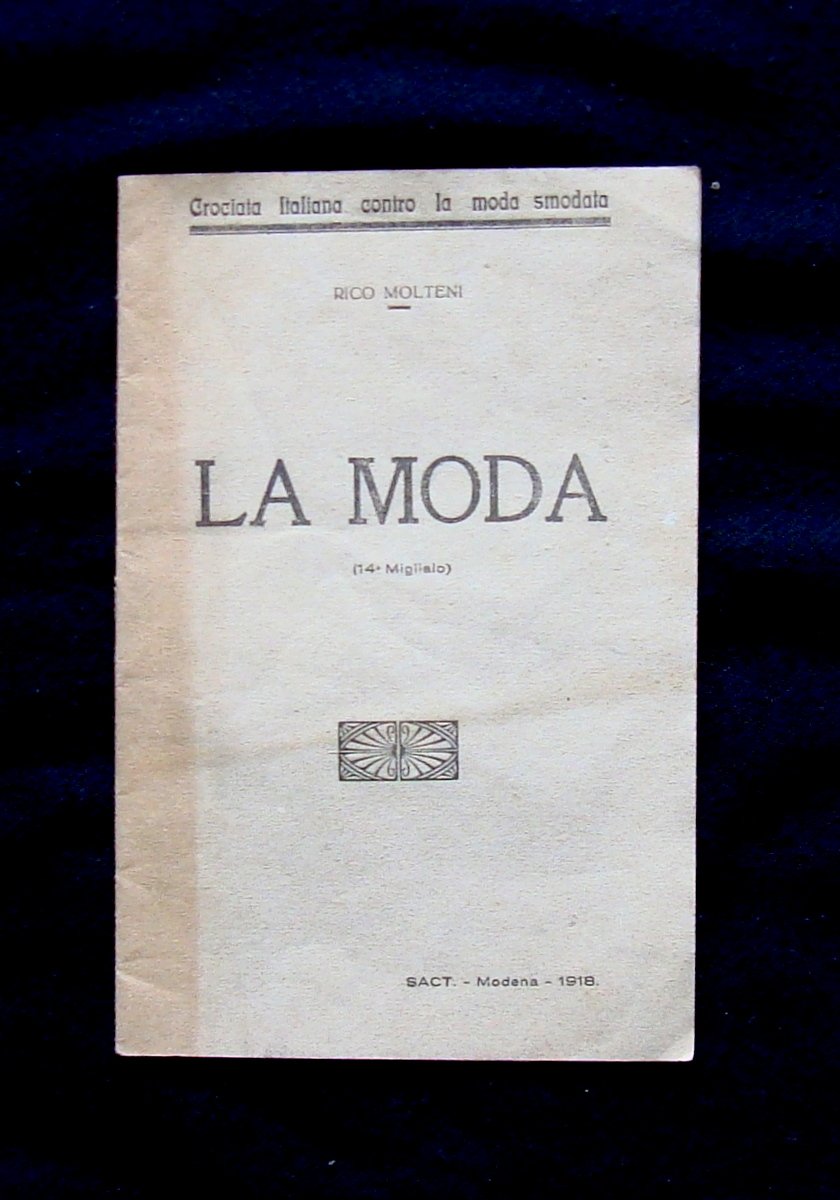 Crociata Italiana contro la moda smodata
RICO MOLTENI
LA MODA
(14° Migliaio)
SACT. - Modena - 1918.